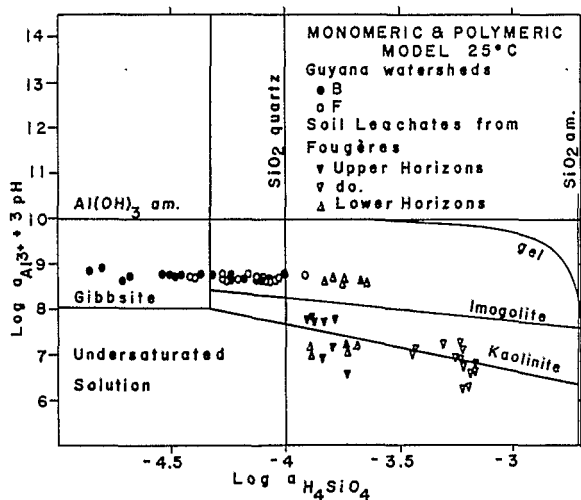 MONOMERIC & POLYMERIC
MODEL 25°C
Guyana watersheds
B
F
Soil Leachates from
Fougères
Upper Horizons
do.
Lower Horizons
SiO2 quartz
SiO2 am.
Al(OH)3 am.
gel
Gibbsite
Imogolite
Kaolinite
Undersaturated
Solution
14
13
12
11
10
9
8
7
6
Log aAl3+ + 3 pH
-4.5
-4
-3.5
-3
Log aH4SiO4